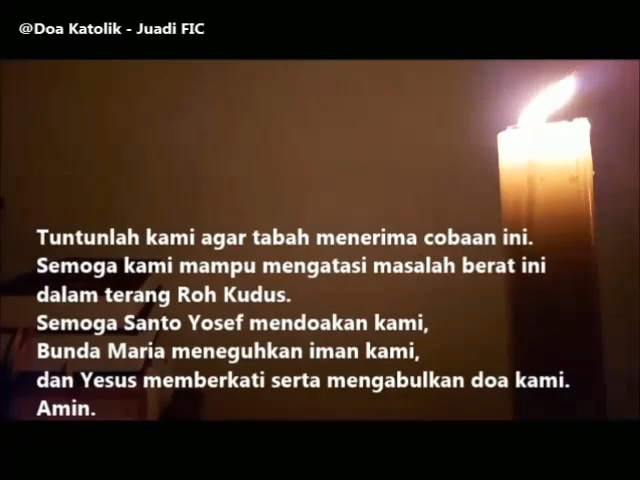 @Doa Katolik - Juadi FIC
Tuntunlah kami agar tabah menerima cobaan ini.
Semoga kami mampu mengatasi masalah berat ini
dalam terang Roh Kudus.
Semoga Santo Yosef mendoakan kami,
Bunda Maria meneguhkan iman kami,
dan Yesus memberkati serta mengabulkan doa kami.
Amin.